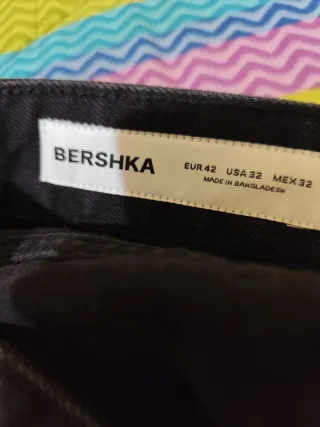 BERSHKA
EUR 42 USA 32 MEX 32
MADE IN BANGLADESH